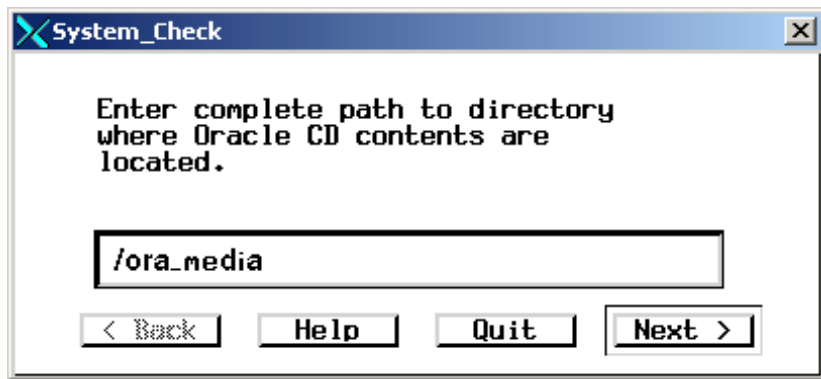 System_Check
Enter complete path to directory
where Oracle CD contents are
located.
/ora_media
< Back Help Quit Next >